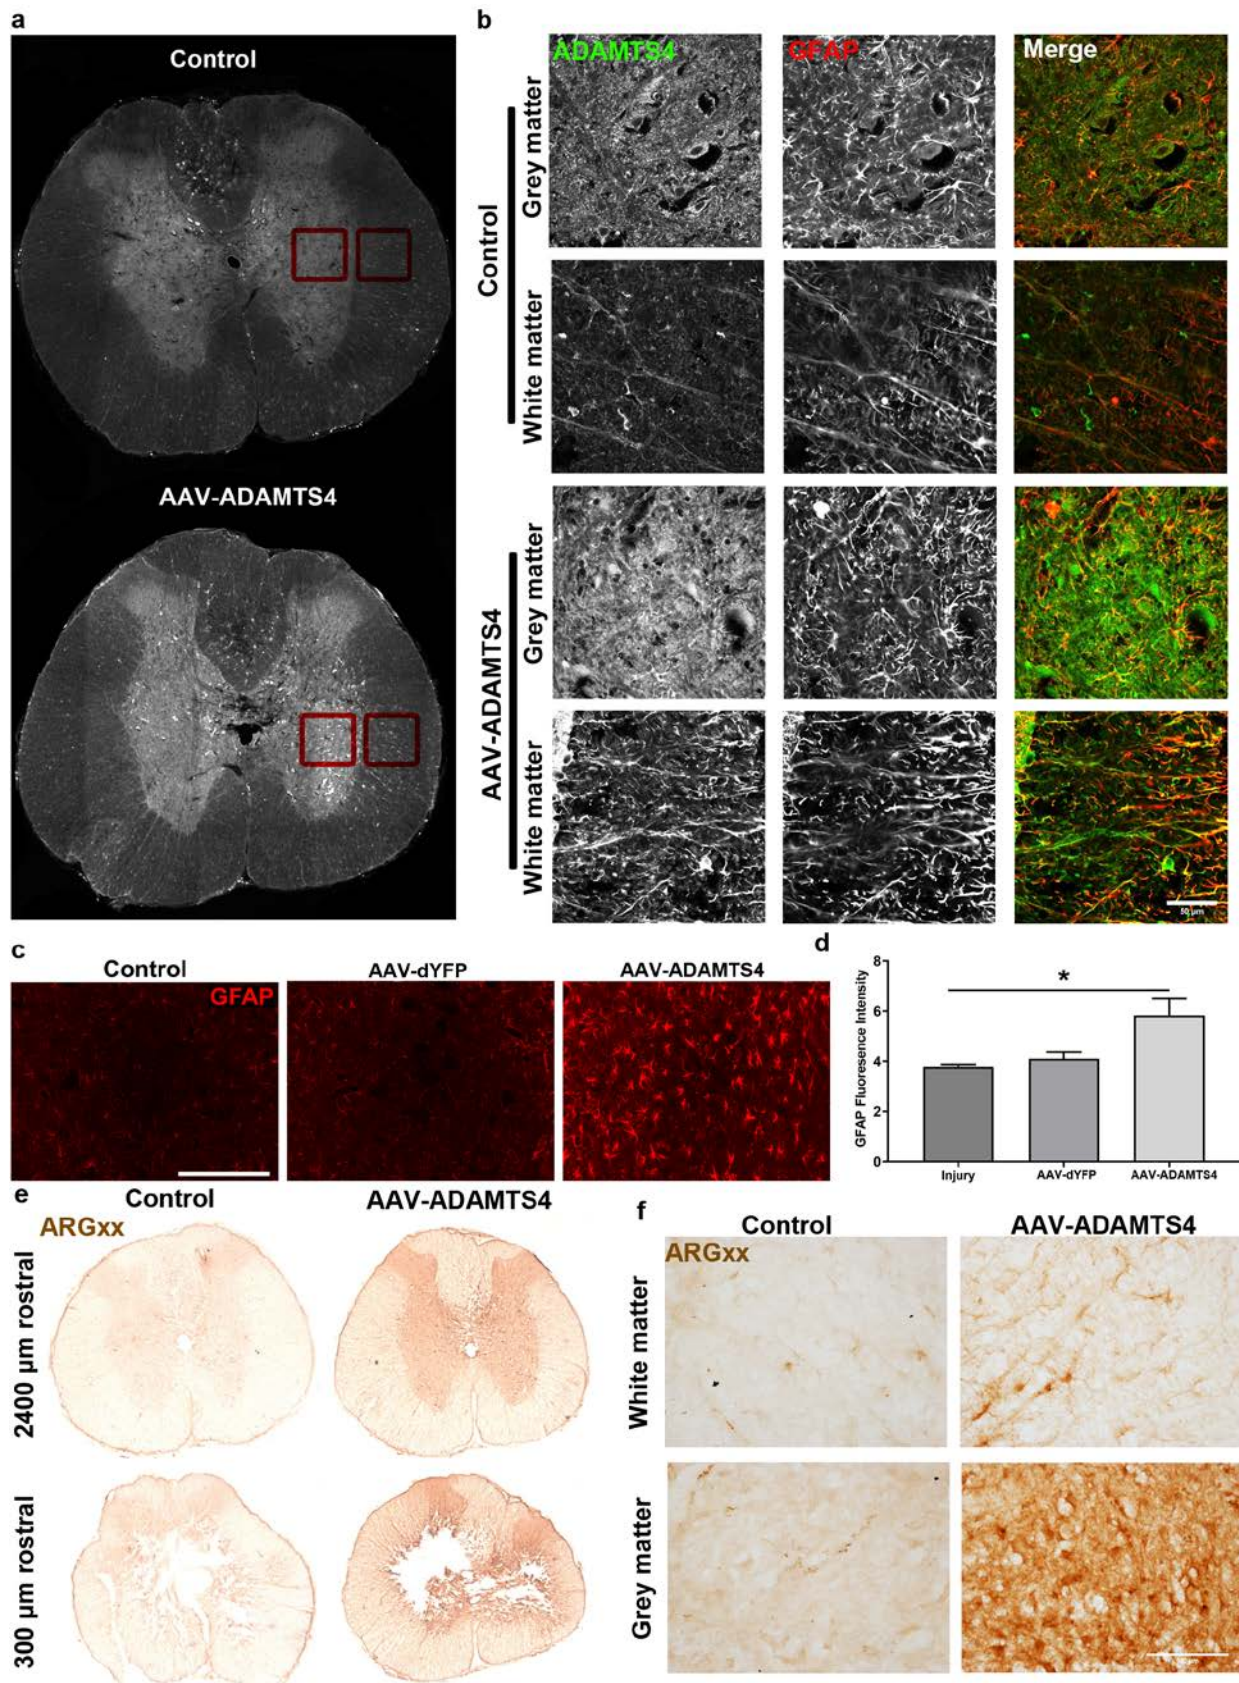 a
Control
AAV-ADAMTS4
b
ADAMTS4
GFAP
Merge
Control
Grey matter
White matter
AAV-ADAMTS4
Grey matter
White matter
50 µm
c
Control
AAV-dYFP
AAV-ADAMTS4
GFAP
d
GFAP Fluoresence Intensity
8
6
4
2
0
*
Injury
AAV-dYFP
AAV-ADAMTS4
e
Control
AAV-ADAMTS4
ARGxx
2400 µm rostral
300 µm rostral
f
Control
AAV-ADAMTS4
ARGxx
White matter
Grey matter